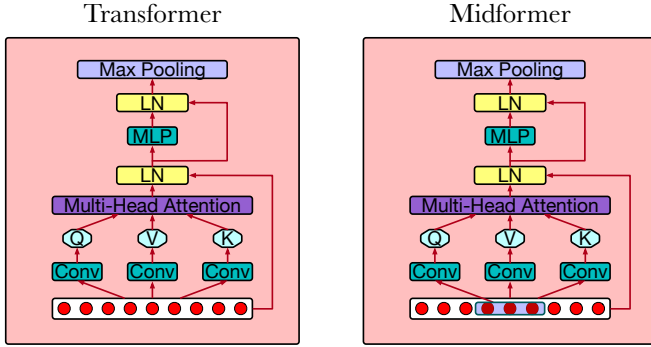 Transformer
Max Pooling
LN
MLP
LN
Multi-Head Attention
Q V K
Conv Conv Conv
Midformer
Max Pooling
LN
MLP
LN
Multi-Head Attention
Q V K
Conv Conv Conv